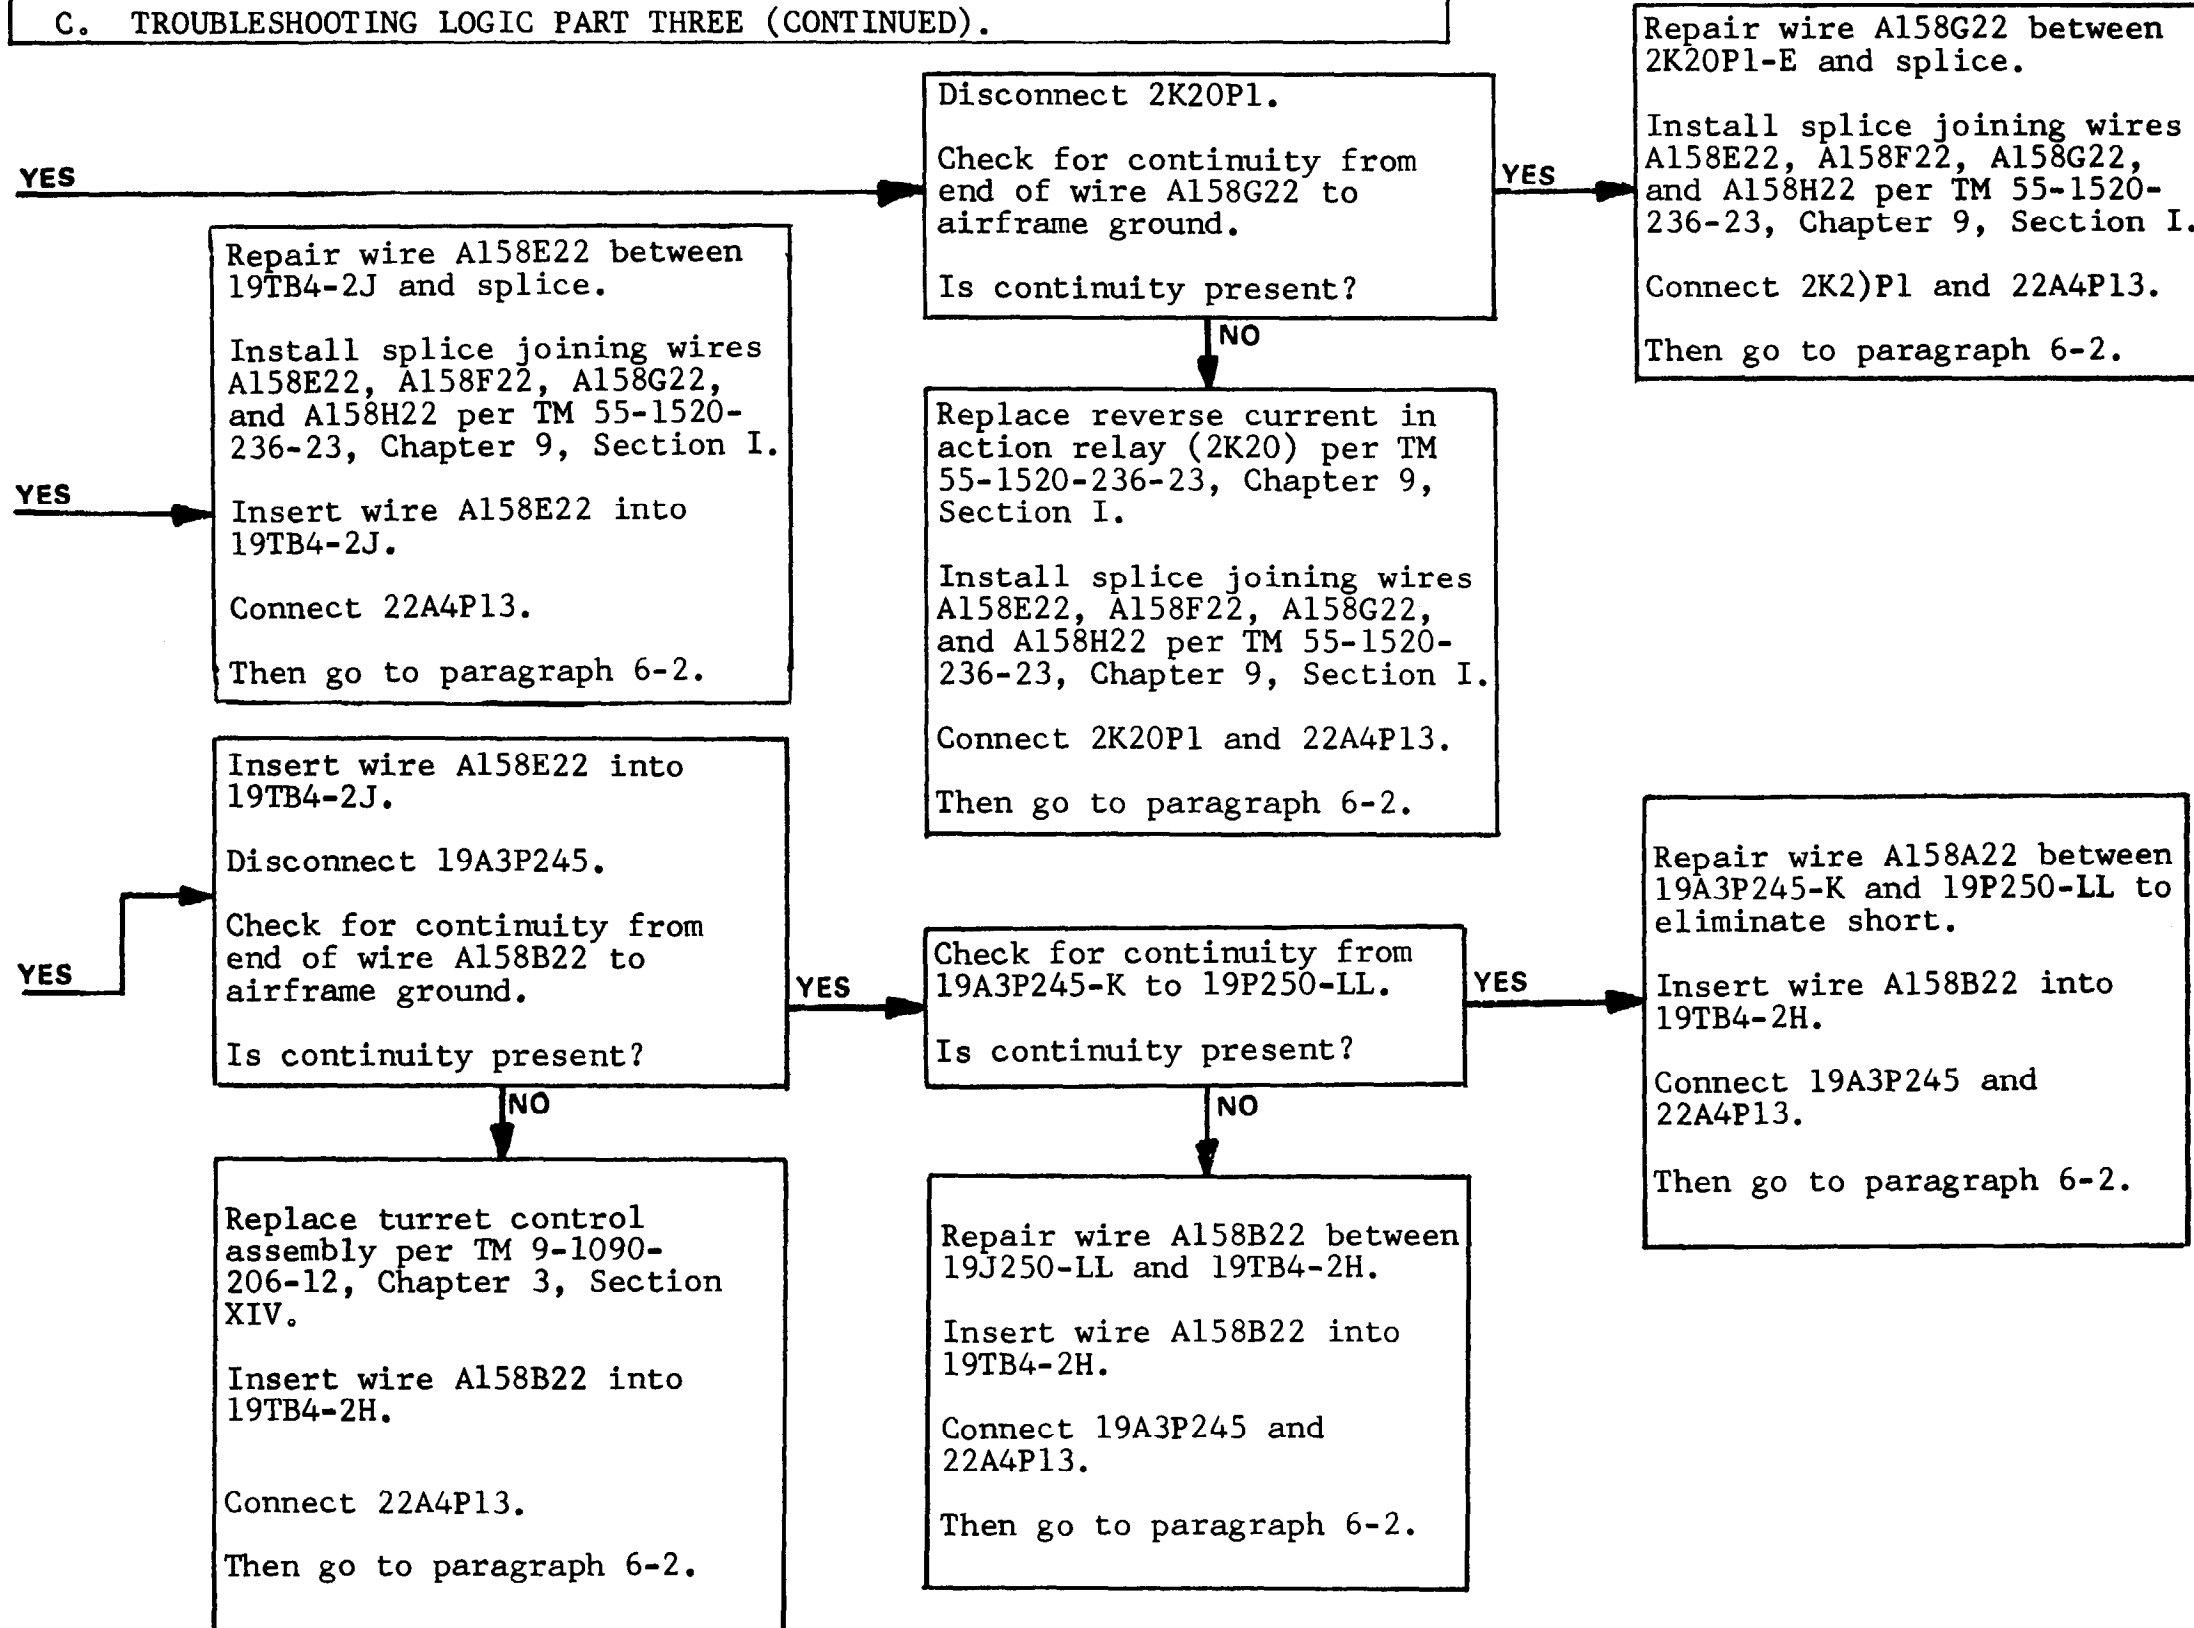 C. TROUBLESHOOTING LOGIC PART THREE (CONTINUED).
YES
Disconnect 2K20P1.
Check for continuity from
end of wire A158G22 to
airframe ground.
Is continuity present?
YES
Repair wire A158G22 between
2K20P1-E and splice.
Install splice joining wires
A158E22, A158F22, A158G22,
and A158H22 per TM 55-1520-
236-23, Chapter 9, Section I.
Connect 2K2)P1 and 22A4P13.
Then go to paragraph 6-2.
NO
Replace reverse current in
action relay (2K20) per TM
55-1520-236-23, Chapter 9,
Section I.
Install splice joining wires
A158E22, A158F22, A158G22,
and A158H22 per TM 55-1520-
236-23, Chapter 9, Section I.
Connect 2K20P1 and 22A4P13.
Then go to paragraph 6-2.
YES
Repair wire A158E22 between
19TB4-2J and splice.
Install splice joining wires
A158E22, A158F22, A158G22,
and A158H22 per TM 55-1520-
236-23, Chapter 9, Section I.
Insert wire A158E22 into
19TB4-2J.
Connect 22A4P13.
Then go to paragraph 6-2.
YES
Insert wire A158E22 into
19TB4-2J.
Disconnect 19A3P245.
Check for continuity from
end of wire A158B22 to
airframe ground.
Is continuity present?
YES
Check for continuity from
19A3P245-K to 19P250-LL.
Is continuity present?
YES
Repair wire A158A22 between
19A3P245-K and 19P250-LL to
eliminate short.
Insert wire A158B22 into
19TB4-2H.
Connect 19A3P245 and
22A4P13.
Then go to paragraph 6-2.
NO
Replace turret control
assembly per TM 9-1090-
206-12, Chapter 3, Section
XIV.
Insert wire A158B22 into
19TB4-2H.
Connect 22A4P13.
Then go to paragraph 6-2.
NO
Repair wire A158B22 between
19J250-LL and 19TB4-2H.
Insert wire A158B22 into
19TB4-2H.
Connect 19A3P245 and
22A4P13.
Then go to paragraph 6-2.